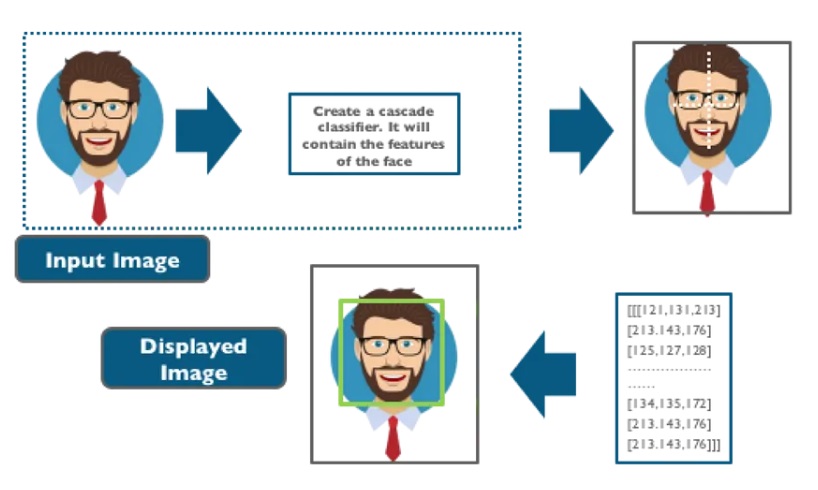 Create a cascade
classifier. It will
contain the features
of the face
Input Image
Displayed
Image
[[[121,131,213]
[213.143,176]
[125,127,128]
..................
......
[134,135,172]
[213.143,176]
[213.143,176]]]